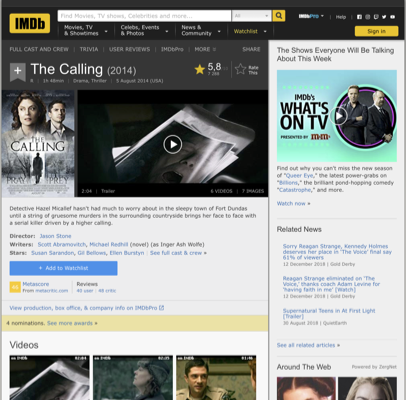 IMDb
Find Movies, TV shows, Celebrities and more...
All
IMDbPro
Help
Movies, TV
& Showtimes
Celebs, Events
& Photos
News &
Community
Watchlist
Sign in
FULL CAST AND CREW | TRIVIA | USER REVIEWS | IMDbPro | MORE
SHARE
The Calling (2014)
5,8
Rate
This
R | 1h 48min | Drama, Thriller | 5 August 2014 (USA)
THE
CALLING
2:04 | Trailer
6 VIDEOS | 7 IMAGES
Detective Hazel Micallef hasn't had much to worry about in the sleepy town of Fort Dundas
until a string of gruesome murders in the surrounding countryside brings her face to face with
a serial killer driven by a higher calling.
Director: Jason Stone
Writers: Scott Abramovitch, Michael Redhill (novel) (as Inger Ash Wolfe)
Stars: Susan Sarandon, Gil Bellows, Ellen Burstyn | See full cast & crew »
+ Add to Watchlist
Metascore
From metacritic.com
Reviews
40 user | 48 critic
View production, box office, & company info on IMDbPro
4 nominations. See more awards »
Videos
The Shows Everyone Will Be Talking
About This Week
IMDb's
WHAT'S
ON TV
PRESENTED BY M&M's
Find out why you can't miss the new season
of "Queer Eye," the latest power-grabs on
"Billions," the brilliant pond-hopping comedy
"Catastrophe," and more.
Watch now »
Related News
Sorry Reagan Strange, Kennedy Holmes
deserves her place in 'The Voice' final say
61% of viewers
12 December 2018 | Gold Derby
Reagan Strange eliminated on 'The
Voice,' thanks coach Adam Levine for
'having faith in me' [Watch]
12 December 2018 | Gold Derby
Supernatural Teens in At First Light
[Trailer]
30 August 2018 | QuietEarth
See all related articles »
Around The Web
Powered by ZergNet